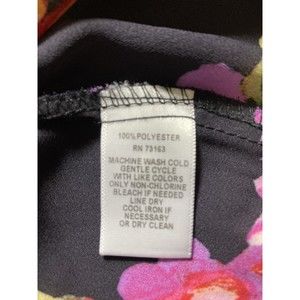 100% POLYESTER
RN 73163
MACHINE WASH COLD
GENTLE CYCLE
WITH LIKE COLORS
ONLY NON-CHLORINE
BLEACH IF NEEDED
LINE DRY
COOL IRON IF
NECESSARY
OR DRY CLEAN